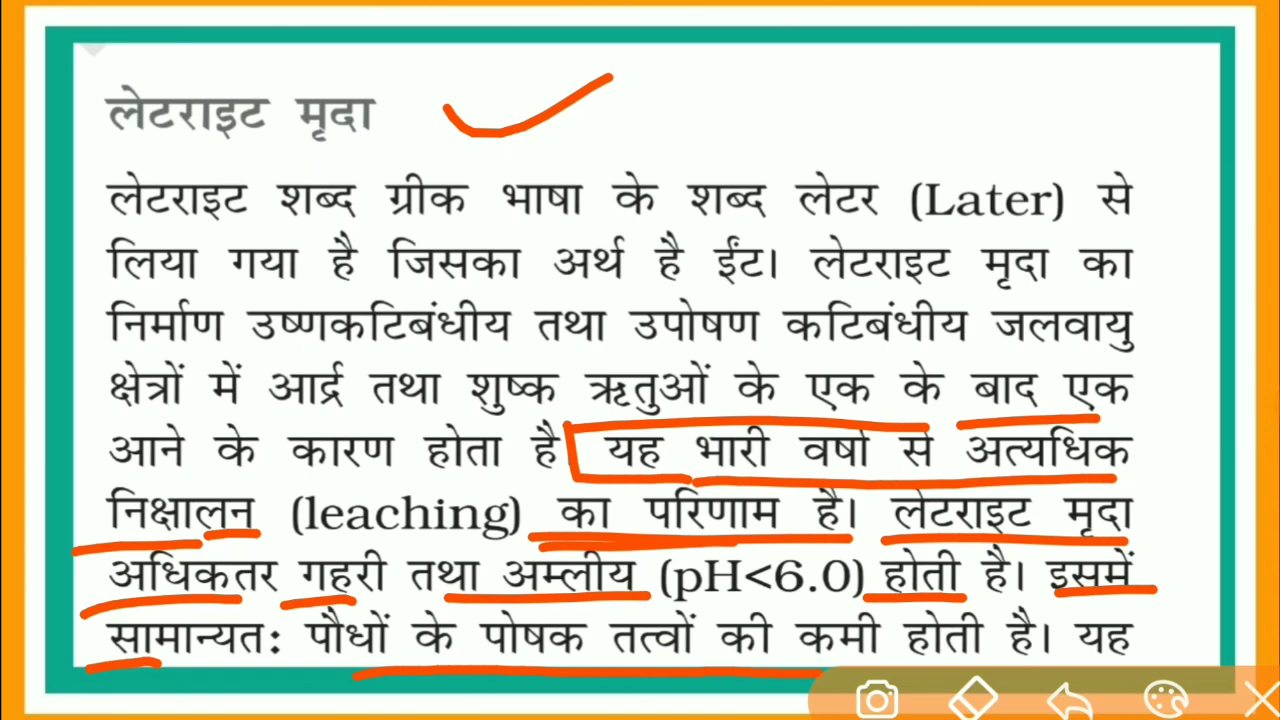 लेटराइट मृदा
लेटराइट शब्द ग्रीक भाषा के शब्द लेटर (Later) से
लिया गया है जिसका अर्थ है ईंट। लेटराइट मृदा का
निर्माण उष्णकटिबंधीय तथा उपोषण कटिबंधीय जलवायु
क्षेत्रों में आर्द्र तथा शुष्क ऋतुओं के एक के बाद एक
आने के कारण होता है यह भारी वर्षा से अत्यधिक
निक्षालन (leaching) का परिणाम है। लेटराइट मृदा
अधिकतर गहरी तथा अम्लीय (pH<6.0) होती है। इसमें
सामान्यतः पौधों के पोषक तत्वों की कमी होती है। यह